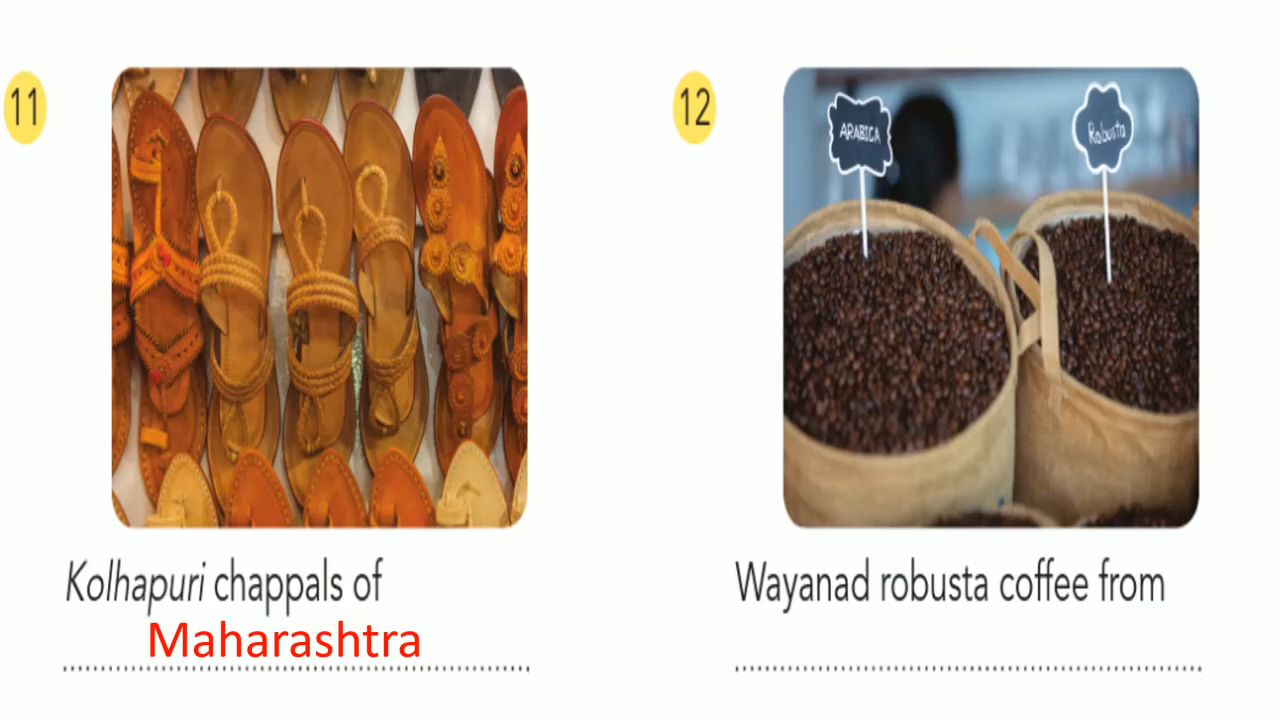 11
12
ARABICA
Robusta
Kolhapuri chappals of
Maharashtra
Wayanad robusta coffee from